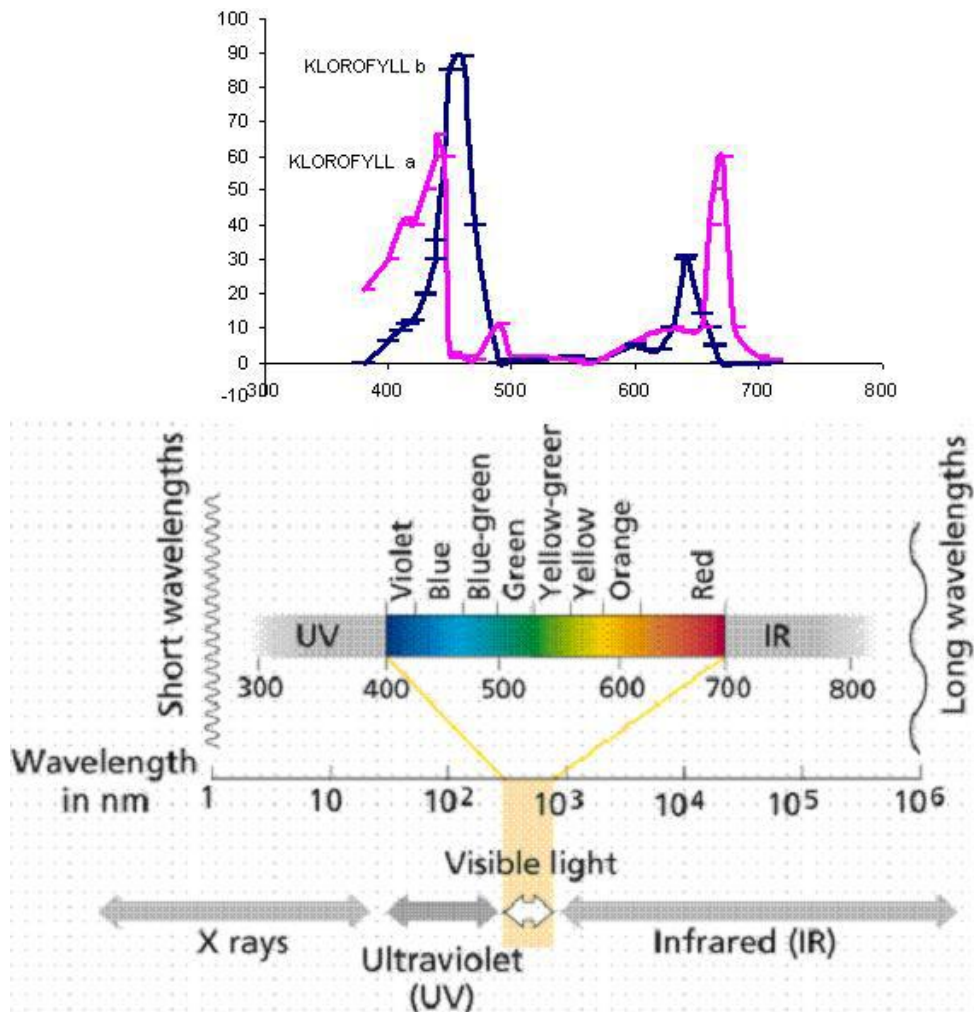 100
90
KLOROFYLL b
80
70
60
KLOROFYLL a
50
40
30
20
10
0
-10
300 400 500 600 700 800
Short wavelengths
Violet
Blue
Blue-green
Green
Yellow-greer
Yellow
Orange
Red
Long wavelengths
UV
IR
300 400 500 600 700 800
Wavelength
in nm
1 10 10² 10³ 10⁴ 10⁵ 10⁶
Visible light
X rays
Ultraviolet
(UV)
Infrared (IR)